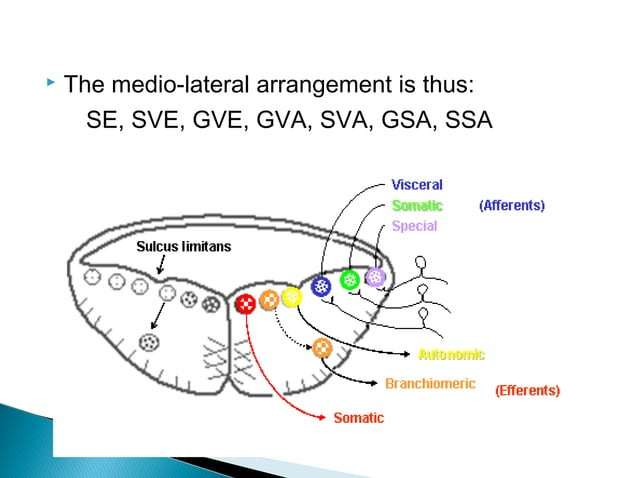 The medio-lateral arrangement is thus:
SE, SVE, GVE, GVA, SVA, GSA, SSA
Visceral
Somatic (Afferents)
Special
Sulcus limitans
Autonomic
Branchiomeric (Efferents)
Somatic